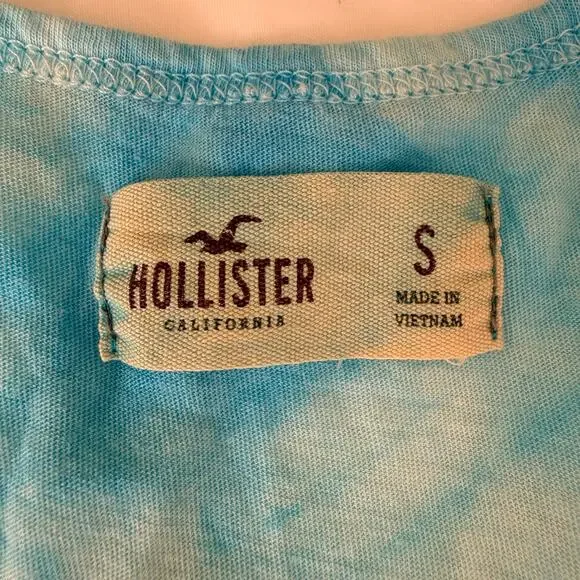 HOLLISTER
CALIFORNIA
S
MADE IN
VIETNAM